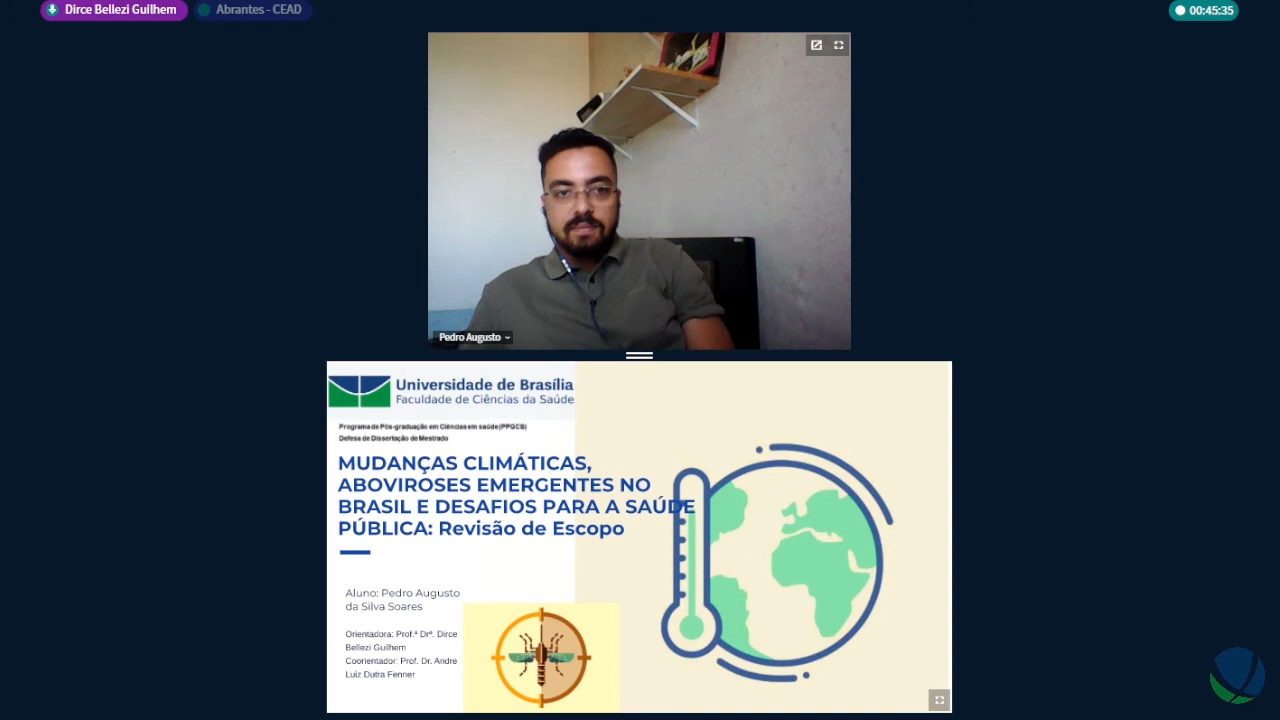 Dirce Bellezi Guilhem
Abrantes - CEAD
00:45:35
Pedro Augusto
Universidade de Brasília
Faculdade de Ciências da Saúde
Programa de Pós-graduação em Ciências em saúde (PPGCS)
Defesa de Dissertação de Mestrado
MUDANÇAS CLIMÁTICAS,
ABOVIROSES EMERGENTES NO
BRASIL E DESAFIOS PARA A SAÚDE
PÚBLICA: Revisão de Escopo
Aluno: Pedro Augusto
da Silva Soares
Orientadora: Prof.ª Drª. Dirce
Bellezi Guilhem
Coorientador: Prof. Dr. Andre
Luiz Dutra Fenner